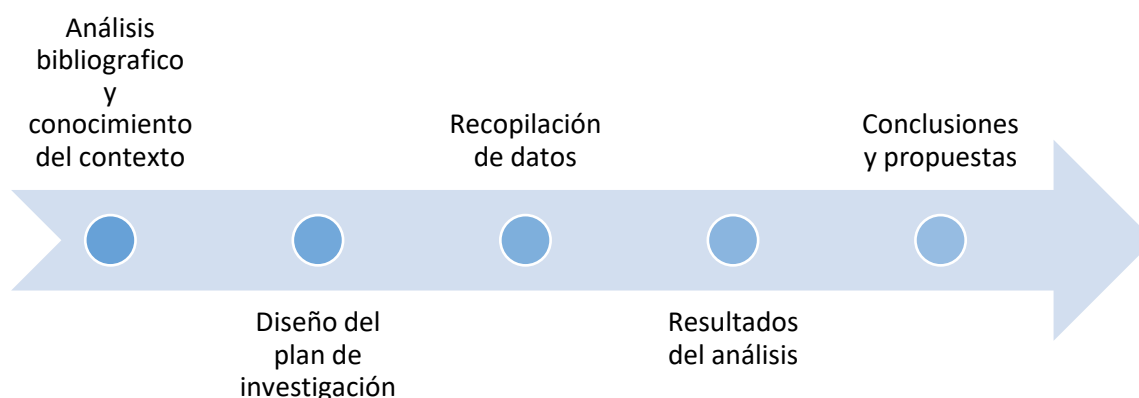 Análisis
bibliografico
y
conocimiento
del contexto
Diseño del
plan de
investigación
Recopilación
de datos
Resultados
del análisis
Conclusiones
y propuestas